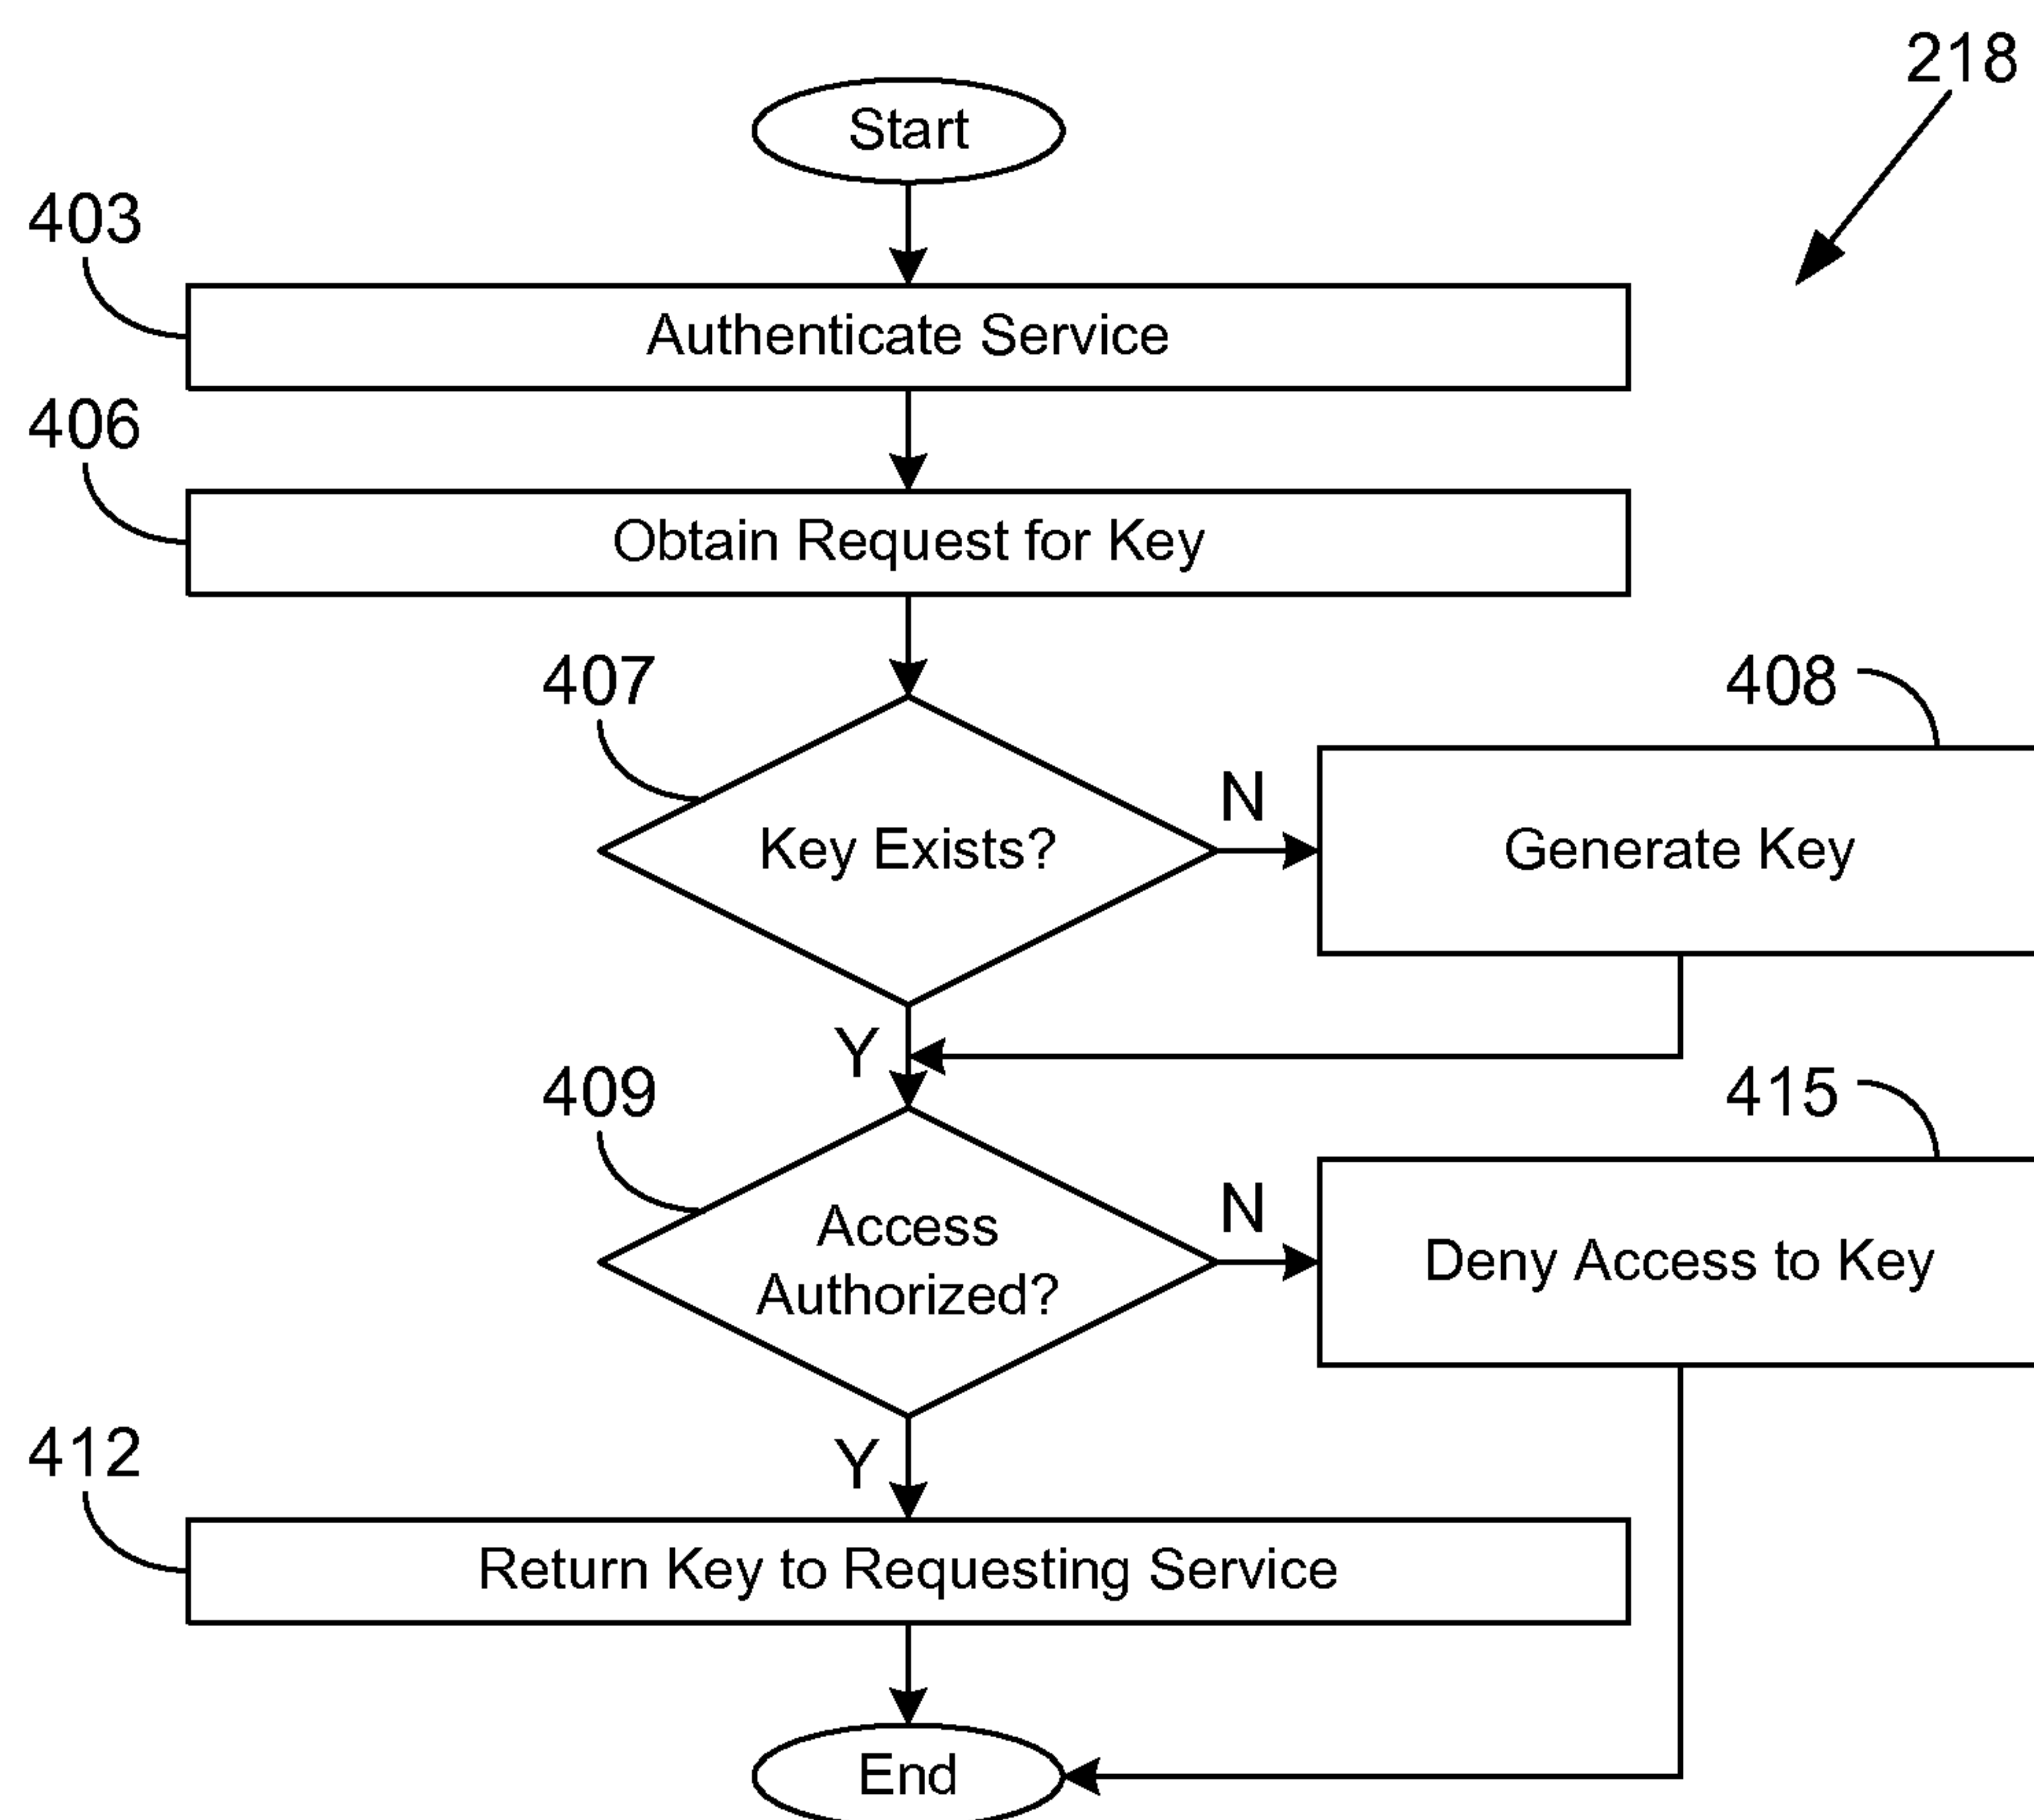 218
Start
403
Authenticate Service
406
Obtain Request for Key
407
408
N
Key Exists?
Generate Key
Y
409
415
N
Access
Authorized?
Deny Access to Key
412
Y
Return Key to Requesting Service
End